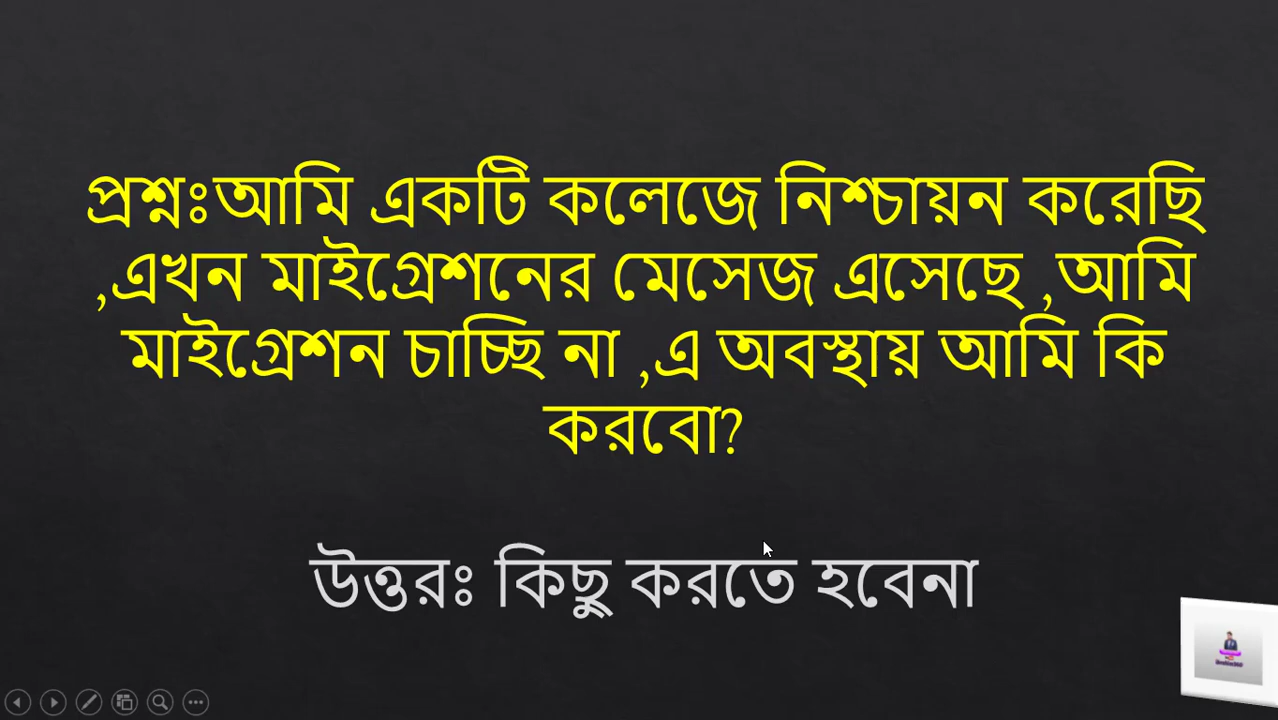 প্রশ্নঃআমি একটি কলেজে নিশ্চায়ন করেছি
,এখন মাইগ্রেশনের মেসেজ এসেছে ,আমি
মাইগ্রেশন চাচ্ছি না ,এ অবস্থায় আমি কি
করবো?
উত্তরঃ কিছু করতে হবেনা